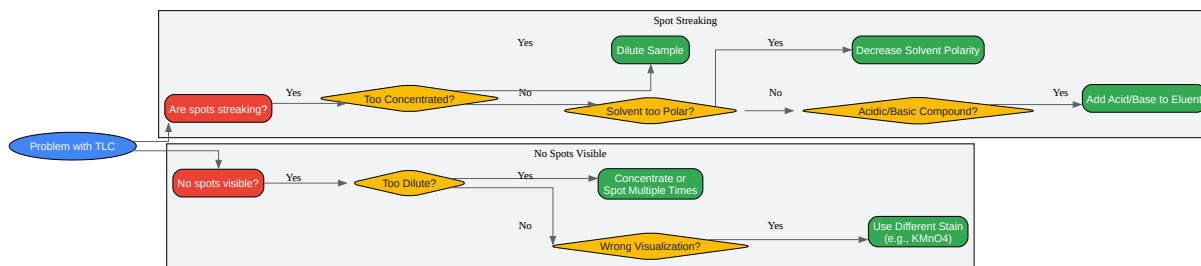 Spot Streaking
Yes
Dilute Sample
Yes
Decrease Solvent Polarity
Are spots streaking?
Yes
Too Concentrated?
No
Solvent too Polar?
No
Acidic/Basic Compound?
Yes
Add Acid/Base to Eluent
Problem with TLC
No Spots Visible
No spots visible?
Yes
Too Dilute?
Yes
Concentrate or
Spot Multiple Times
No
Wrong Visualization?
Yes
Use Different Stain
(e.g., KMnO4)